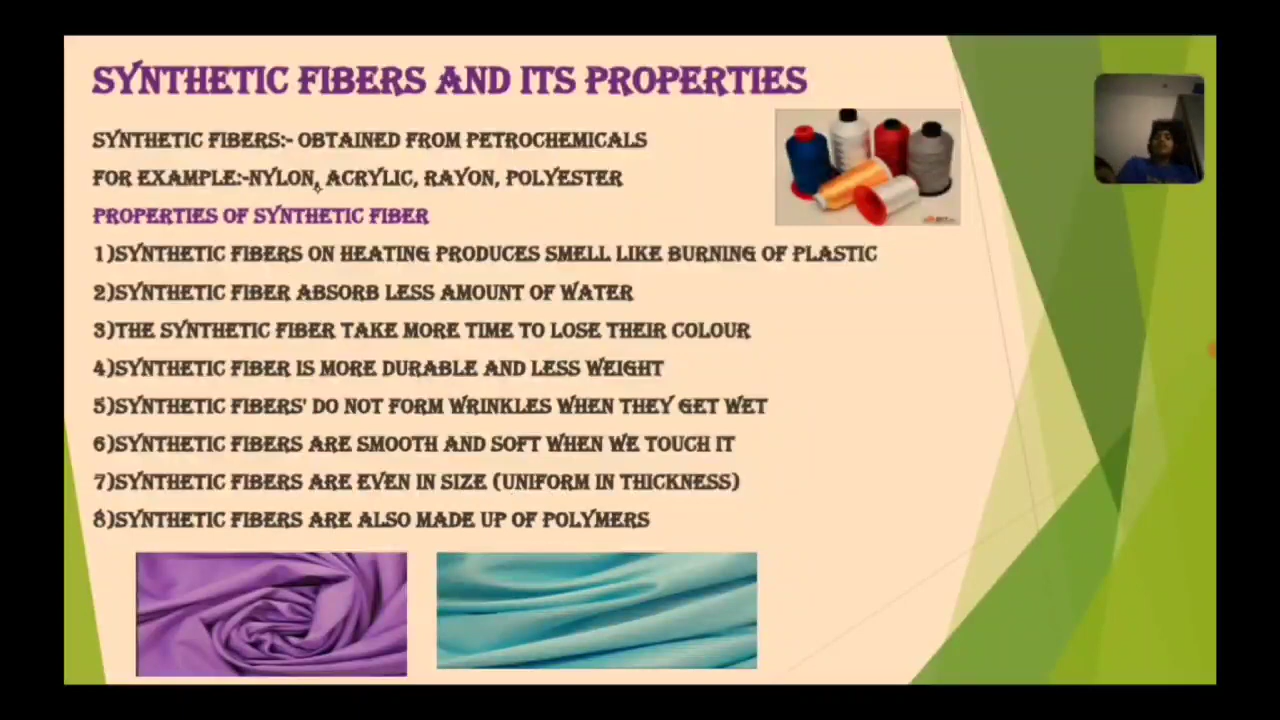 SYNTHETIC FIBERS AND ITS PROPERTIES
SYNTHETIC FIBERS:- OBTAINED FROM PETROCHEMICALS
FOR EXAMPLE:-NYLON, ACRYLIC, RAYON, POLYESTER
PROPERTIES OF SYNTHETIC FIBER
1)SYNTHETIC FIBERS ON HEATING PRODUCES SMELL LIKE BURNING OF PLASTIC
2)SYNTHETIC FIBER ABSORB LESS AMOUNT OF WATER
3)THE SYNTHETIC FIBER TAKE MORE TIME TO LOSE THEIR COLOUR
4)SYNTHETIC FIBER IS MORE DURABLE AND LESS WEIGHT
5)SYNTHETIC FIBERS' DO NOT FORM WRINKLES WHEN THEY GET WET
6)SYNTHETIC FIBERS ARE SMOOTH AND SOFT WHEN WE TOUCH IT
7)SYNTHETIC FIBERS ARE EVEN IN SIZE (UNIFORM IN THICKNESS)
8)SYNTHETIC FIBERS ARE ALSO MADE UP OF POLYMERS